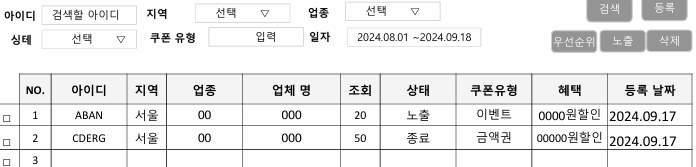 아이디 검색할 아이디 지역 선택 ▽ 업종 선택 ▽ 검색 등록
싱테 선택 ▽ 쿠폰 유형 입력 일자 2024.08.01 ~2024.09.18 우선순위 노출 삭제
NO. 아이디 지역 업종 업체 명 조회 상태 쿠폰유형 혜택 등록 날짜
□ 1 ABAN 서울 00 000 20 노출 이벤트 0000원할인 2024.09.17
□ 2 CDERG 서울 00 000 50 종료 금액권 00000원할인 2024.09.17
□ 3